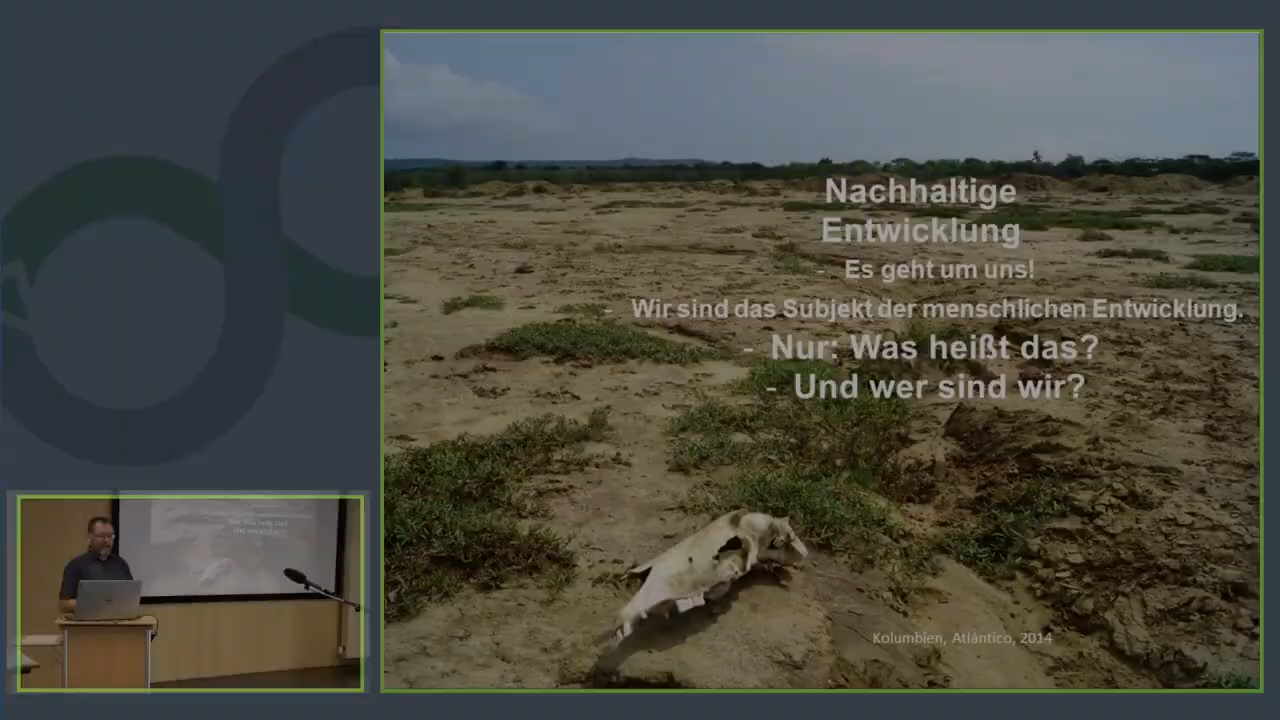 Nachhaltige
Entwicklung
- Es geht um uns!
- Wir sind das Subjekt der menschlichen Entwicklung.
- Nur: Was heißt das?
- Und wer sind wir?
Kolumbien, Atlántico, 2014